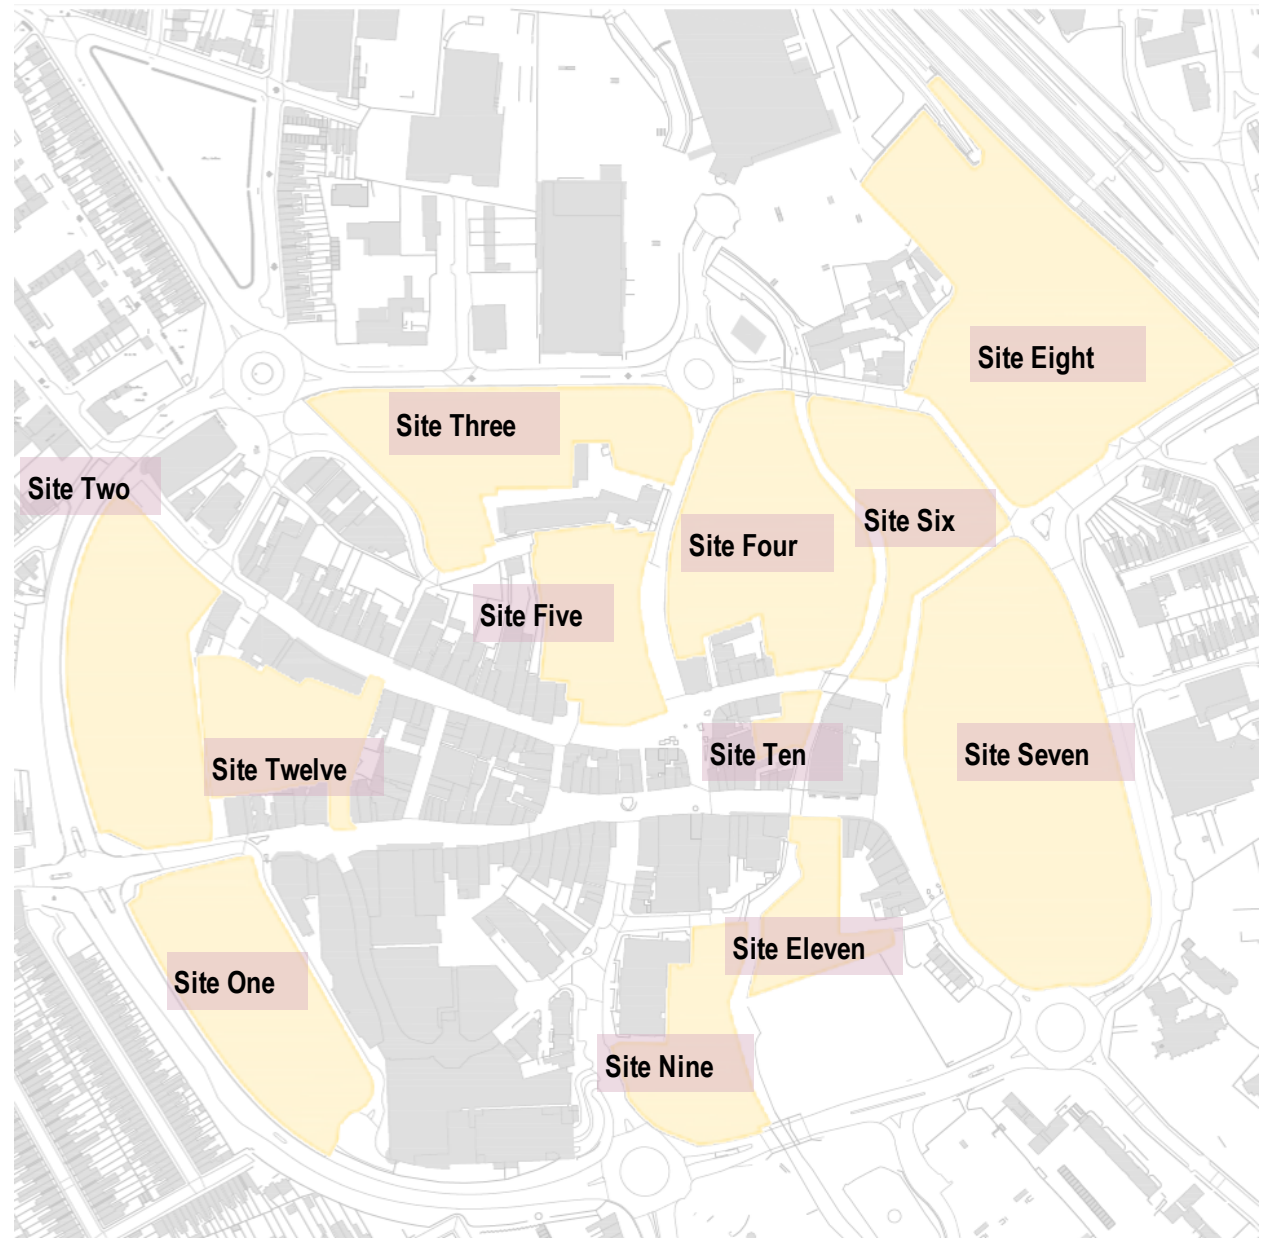 Site Eight
Site Three
Site Two
Site Six
Site Four
Site Five
Site Ten
Site Seven
Site Twelve
Site Eleven
Site One
Site Nine